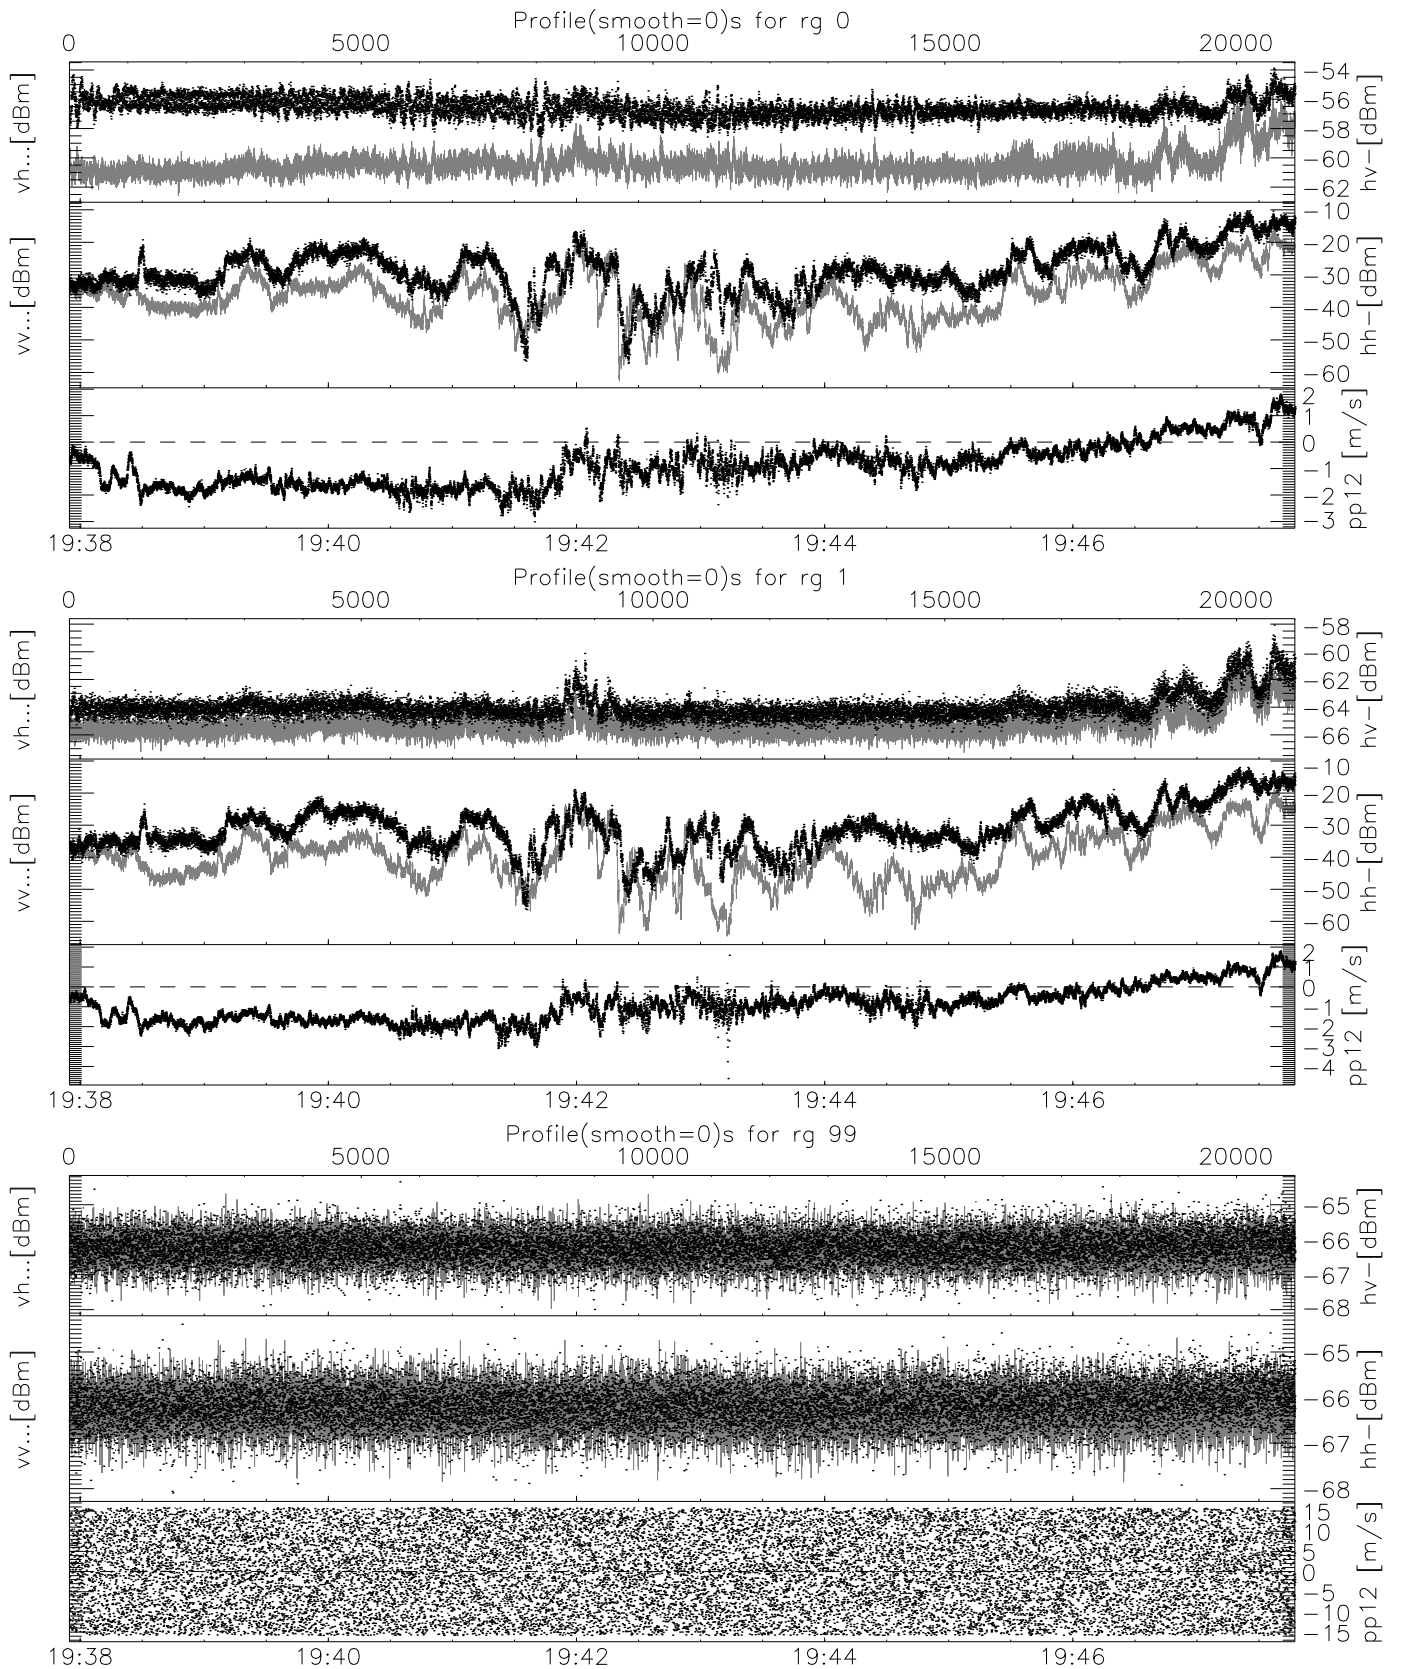 Profile(smooth=0)s for rg 0
0 5000 10000 15000 20000
vh...[dBm]
-54
-56
-58
-60
-62
hv-[dBm]
vv...[dBm]
-10
-20
-30
-40
-50
-60
hh-[dBm]
2
1
0
-1
-2
-3
pp12 [m/s]
19:38 19:40 19:42 19:44 19:46
Profile(smooth=0)s for rg 1
0 5000 10000 15000 20000
vh...[dBm]
-58
-60
-62
-64
-66
hv-[dBm]
vv...[dBm]
-10
-20
-30
-40
-50
-60
hh-[dBm]
2
1
0
-1
-2
-3
-4
pp12 [m/s]
19:38 19:40 19:42 19:44 19:46
Profile(smooth=0)s for rg 99
0 5000 10000 15000 20000
vh...[dBm]
-65
-66
-67
-68
hv-[dBm]
vv...[dBm]
-65
-66
-67
-68
hh-[dBm]
15
10
5
0
-5
-10
-15
pp12 [m/s]
19:38 19:40 19:42 19:44 19:46